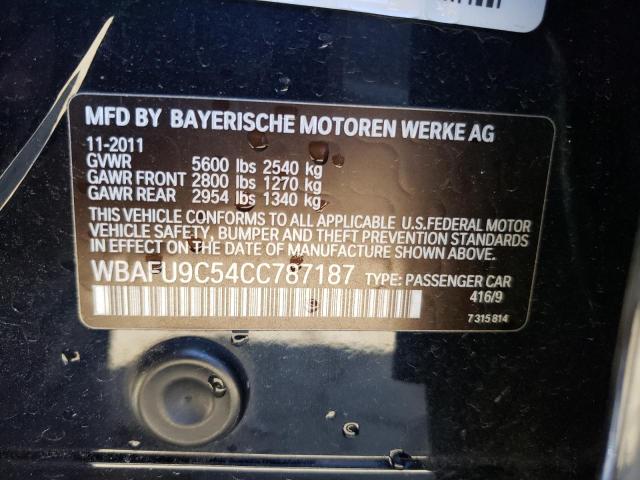 MFD BY BAYERISCHE MOTOREN WERKE AG
11-2011
GVWR 5600 lbs 2540 kg
GAWR FRONT 2800 lbs 1270 kg
GAWR REAR 2954 lbs 1340 kg
THIS VEHICLE CONFORMS TO ALL APPLICABLE U.S.FEDERAL MOTOR
VEHICLE SAFETY, BUMPER AND THEFT PREVENTION STANDARDS
IN EFFECT ON THE DATE OF MANUFACTURE SHOWN ABOVE.
WBAFU9C54CC787187 TYPE: PASSENGER CAR
416/9
7 315 814